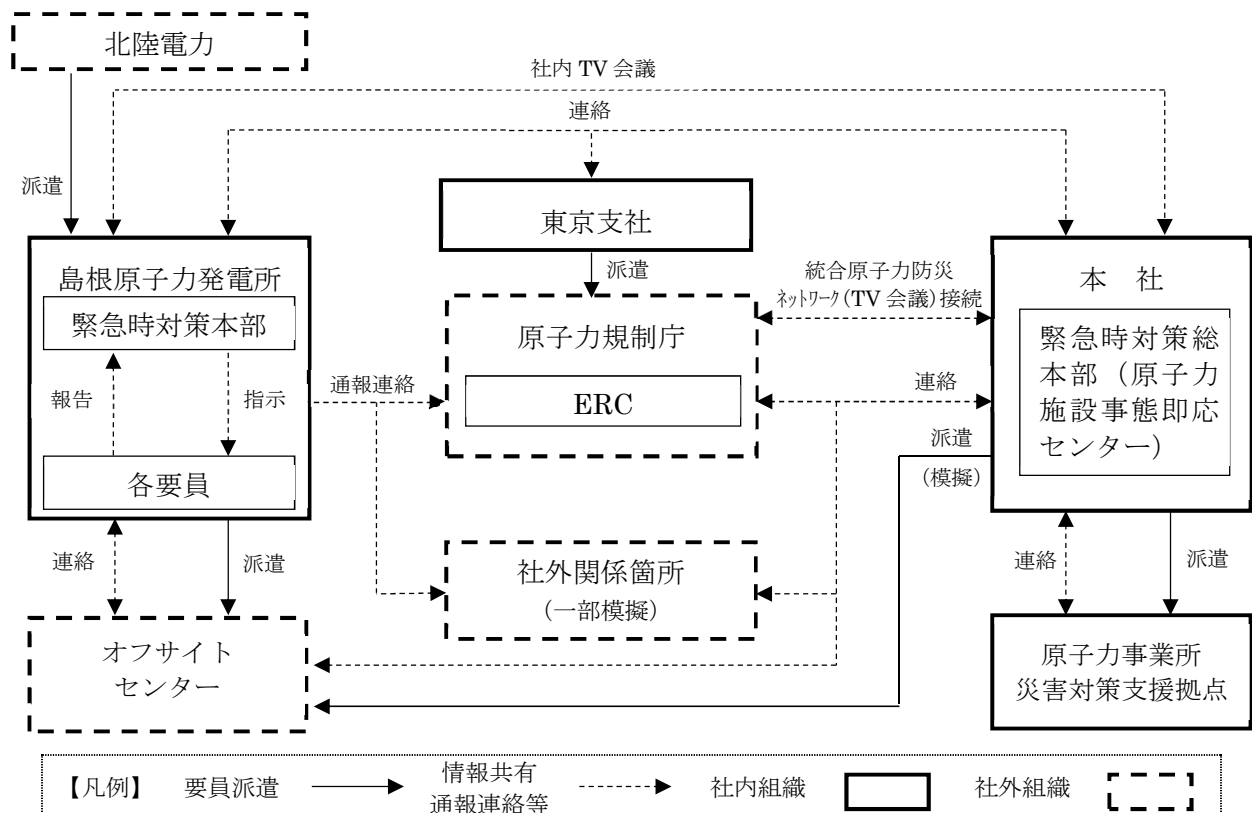 北陸電力
社内 TV 会議
連絡
派遣
東京支社
島根原子力発電所
緊急時対策本部
報告
指示
各要員
派遣
統合原子力防災
ネットワーク(TV 会議)接続
原子力規制庁
ERC
通報連絡
連絡
本 社
緊急時対策総
本部（原子力
施設事態即応
センター）
派遣
(模擬)
連絡
派遣
社外関係箇所
(一部模擬)
連絡
派遣
オフサイト
センター
原子力事業所
災害対策支援拠点
【凡例】
要員派遣
情報共有
通報連絡等
社内組織
社外組織